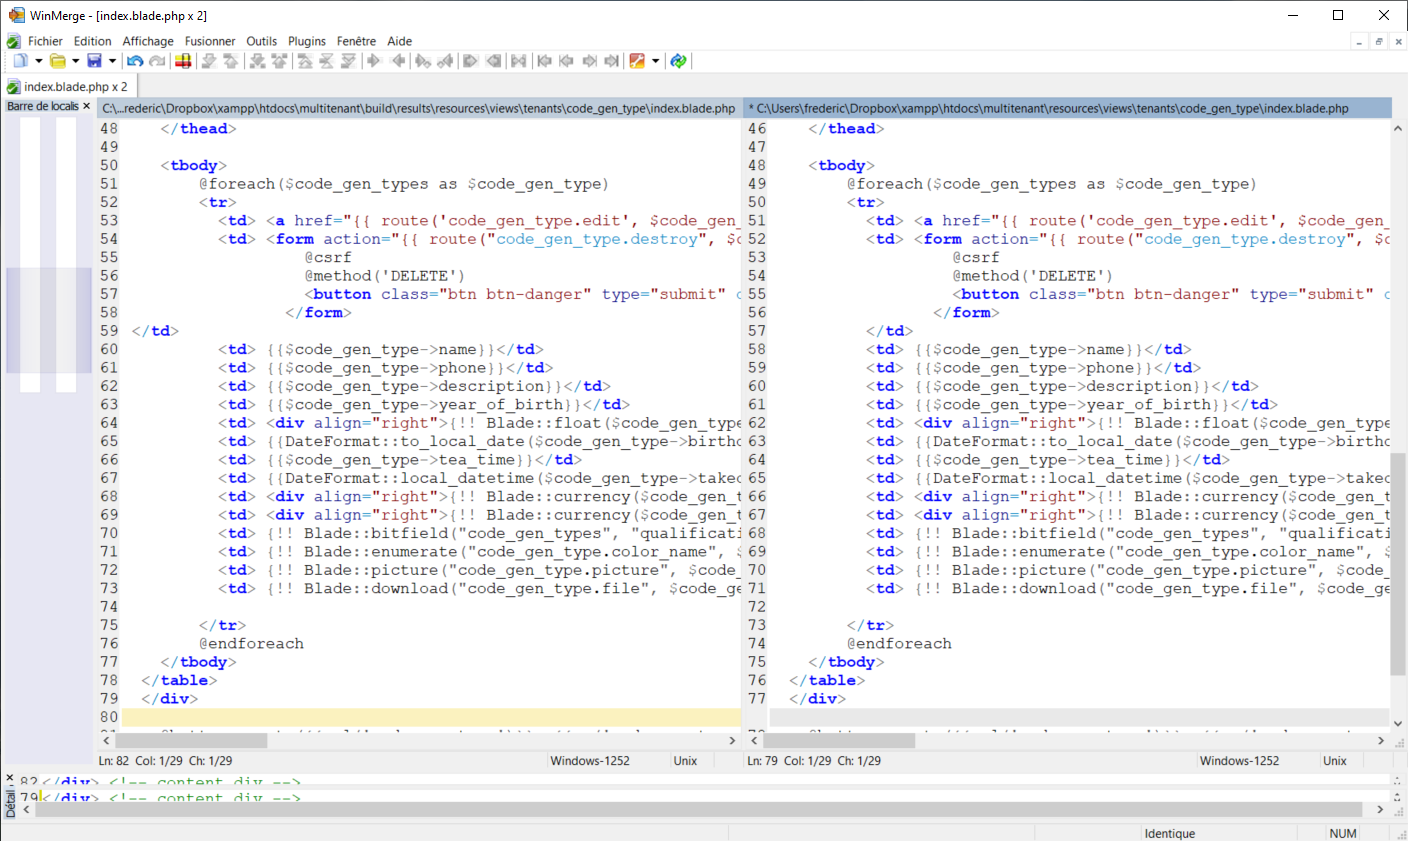 WinMerge - [index.blade.php x 2]
Fichier Edition Affichage Fusionner Outils Plugins Fenêtre Aide
index.blade.php x 2
Barre de localis
C:\...rederic\Dropbox\xampp\htdocs\multitenant\build\results\resources\views\tenants\code_gen_type\index.blade.php
48 </thead>
49
50 <tbody>
51 @foreach($code_gen_types as $code_gen_type)
52 <tr>
53 <td> <a href="{{ route('code_gen_type.edit', $code_gen_
54 <td> <form action="{{ route("code_gen_type.destroy", $c
55 @csrf
56 @method('DELETE')
57 <button class="btn btn-danger" type="submit" o
58 </form>
59 </td>
60 <td> {{$code_gen_type->name}}</td>
61 <td> {{$code_gen_type->phone}}</td>
62 <td> {{$code_gen_type->description}}</td>
63 <td> {{$code_gen_type->year_of_birth}}</td>
64 <td> <div align="right">{!! Blade::float($code_gen_type
65 <td> {{DateFormat::to_local_date($code_gen_type->birthd
66 <td> {{$code_gen_type->tea_time}}</td>
67 <td> {{DateFormat::local_datetime($code_gen_type->takeo
68 <td> <div align="right">{!! Blade::currency($code_gen_t
69 <td> <div align="right">{!! Blade::currency($code_gen_t
70 <td> {!! Blade::bitfield("code_gen_types", "qualificati
71 <td> {!! Blade::enumerate("code_gen_type.color_name", $
72 <td> {!! Blade::picture("code_gen_type.picture", $code_
73 <td> {!! Blade::download("code_gen_type.file", $code_ge
74
75 </tr>
76 @endforeach
77 </tbody>
78 </table>
79 </div>
80
Ln: 82 Col: 1/29 Ch: 1/29 Windows-1252 Unix
* C:\Users\frederic\Dropbox\xampp\htdocs\multitenant\resources\views\tenants\code_gen_type\index.blade.php
46 </thead>
47
48 <tbody>
49 @foreach($code_gen_types as $code_gen_type)
50 <tr>
51 <td> <a href="{{ route('code_gen_type.edit', $code_gen_
52 <td> <form action="{{ route("code_gen_type.destroy", $c
53 @csrf
54 @method('DELETE')
55 <button class="btn btn-danger" type="submit" o
56 </form>
57 </td>
58 <td> {{$code_gen_type->name}}</td>
59 <td> {{$code_gen_type->phone}}</td>
60 <td> {{$code_gen_type->description}}</td>
61 <td> {{$code_gen_type->year_of_birth}}</td>
62 <td> <div align="right">{!! Blade::float($code_gen_type
63 <td> {{DateFormat::to_local_date($code_gen_type->birthd
64 <td> {{$code_gen_type->tea_time}}</td>
65 <td> {{DateFormat::local_datetime($code_gen_type->takeo
66 <td> <div align="right">{!! Blade::currency($code_gen_t
67 <td> <div align="right">{!! Blade::currency($code_gen_t
68 <td> {!! Blade::bitfield("code_gen_types", "qualificati
69 <td> {!! Blade::enumerate("code_gen_type.color_name", $
70 <td> {!! Blade::picture("code_gen_type.picture", $code_
71 <td> {!! Blade::download("code_gen_type.file", $code_ge
72
73 </tr>
74 @endforeach
75 </tbody>
76 </table>
77 </div>
Ln: 79 Col: 1/29 Ch: 1/29 Windows-1252 Unix
Détail
82 </div> <!-- content div -->
79 </div> <!-- content div -->
Identique NUM